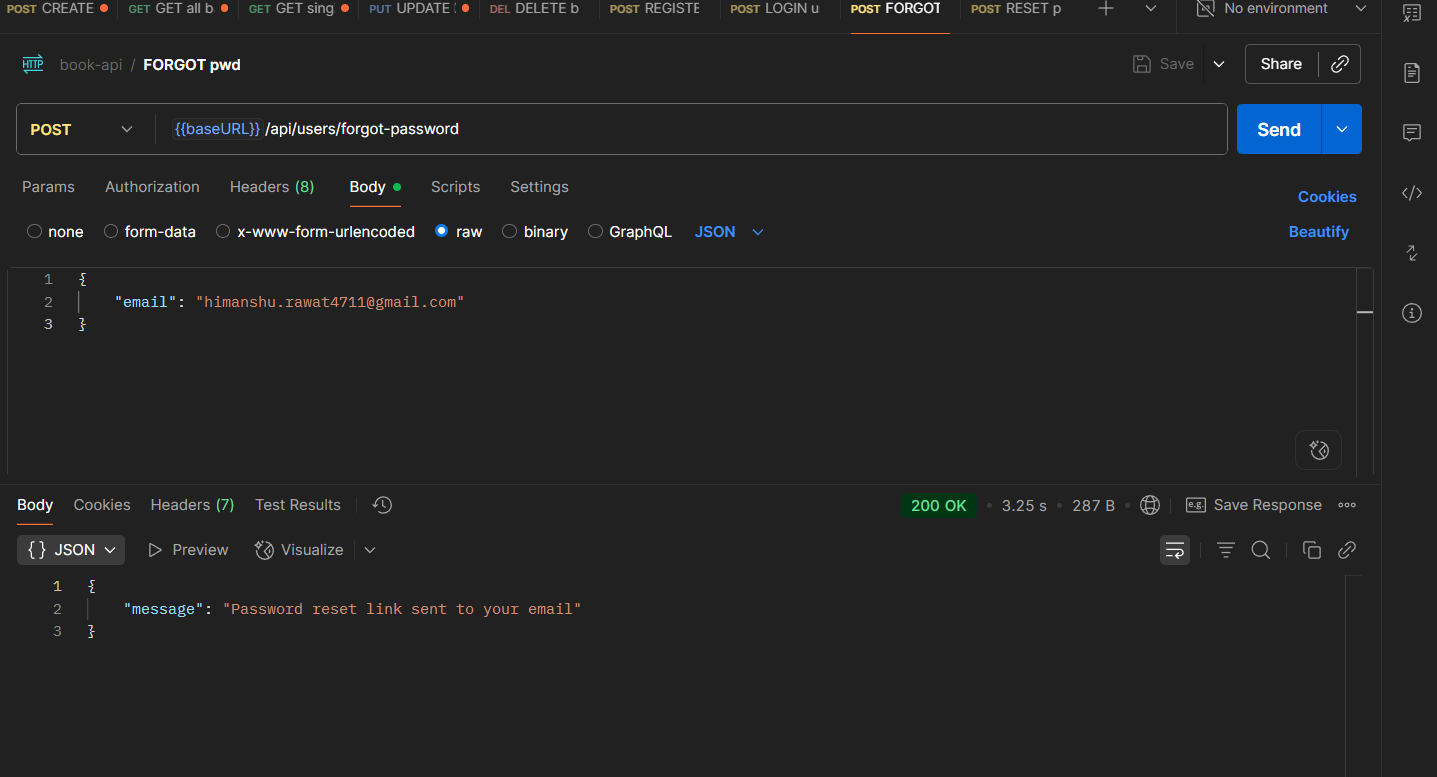 POST CREATE GET GET all b GET GET sing PUT UPDATE DEL DELETE b POST REGISTE POST LOGIN u POST FORGOT POST RESET p No environment
HTTP book-api / FORGOT pwd Save Share
POST {{baseURL}} /api/users/forgot-password Send
Params Authorization Headers (8) Body Scripts Settings Cookies
none form-data x-www-form-urlencoded raw binary GraphQL JSON Beautify
1 {
2 "email": "himanshu.rawat4711@gmail.com"
3 }
Body Cookies Headers (7) Test Results 200 OK • 3.25 s • 287 B • e.g. Save Response
{} JSON Preview Visualize
1 {
2 "message": "Password reset link sent to your email"
3 }